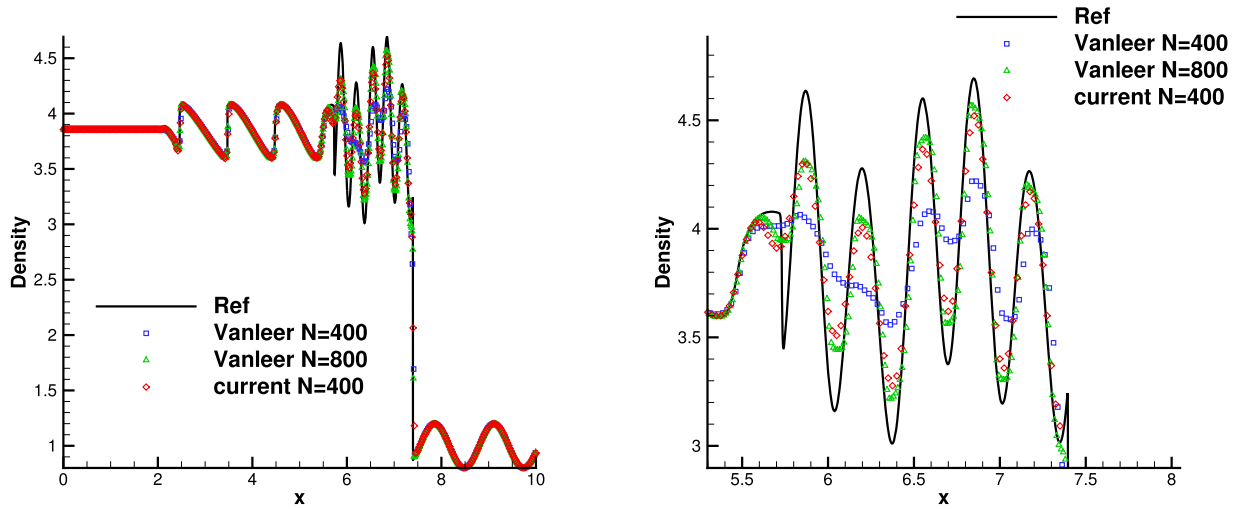 4.5
4
3.5
3
2.5
2
1.5
1
Density
Ref
Vanleer N=400
Vanleer N=800
current N=400
0 2 4 6 8 10
x
Ref
Vanleer N=400
Vanleer N=800
current N=400
4.5
4
3.5
3
Density
5.5 6 6.5 7 7.5 8
x